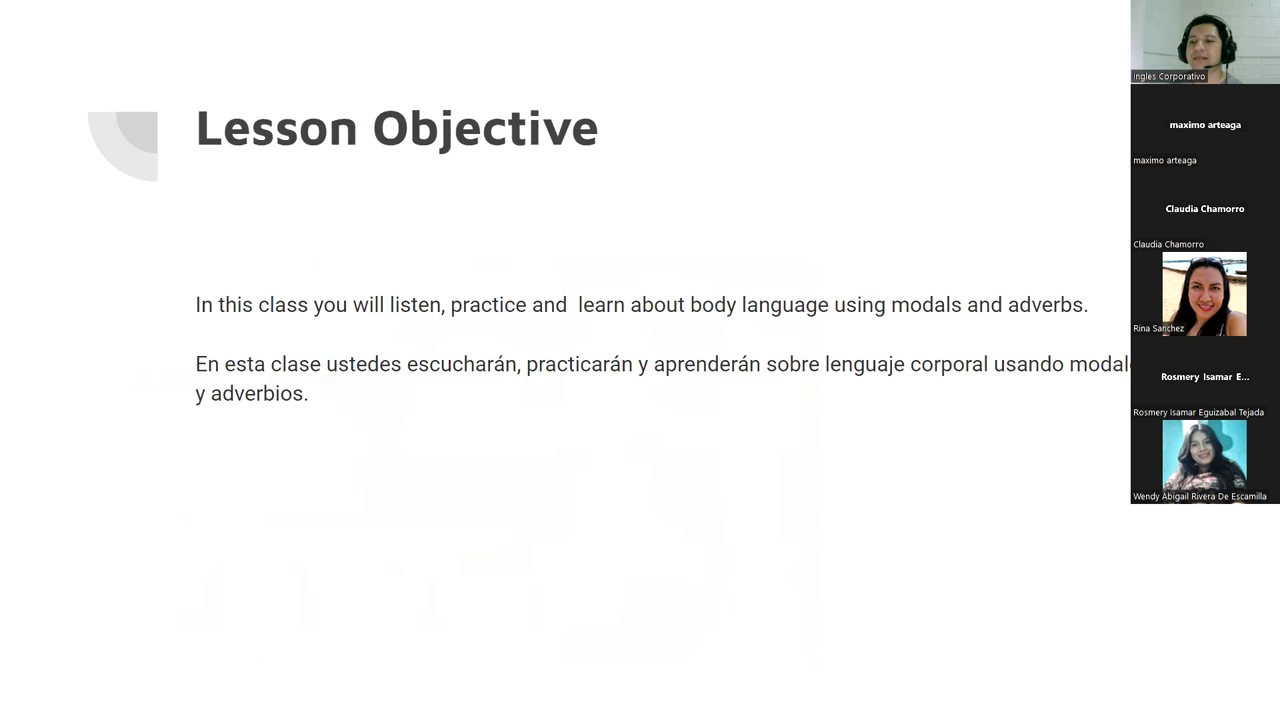 Lesson Objective
In this class you will listen, practice and  learn about body language using modals and adverbs.
En esta clase ustedes escucharán, practicarán y aprenderán sobre lenguaje corporal usando
y adverbios.
Ingles Corporativo
maximo arteaga
maximo arteaga
Claudia Chamorro
Claudia Chamorro
Rina Sanchez
Rosmery Isamar E...
Rosmery Isamar Eguizabal Tejada
Wendy Abigail Rivera De Escamilla